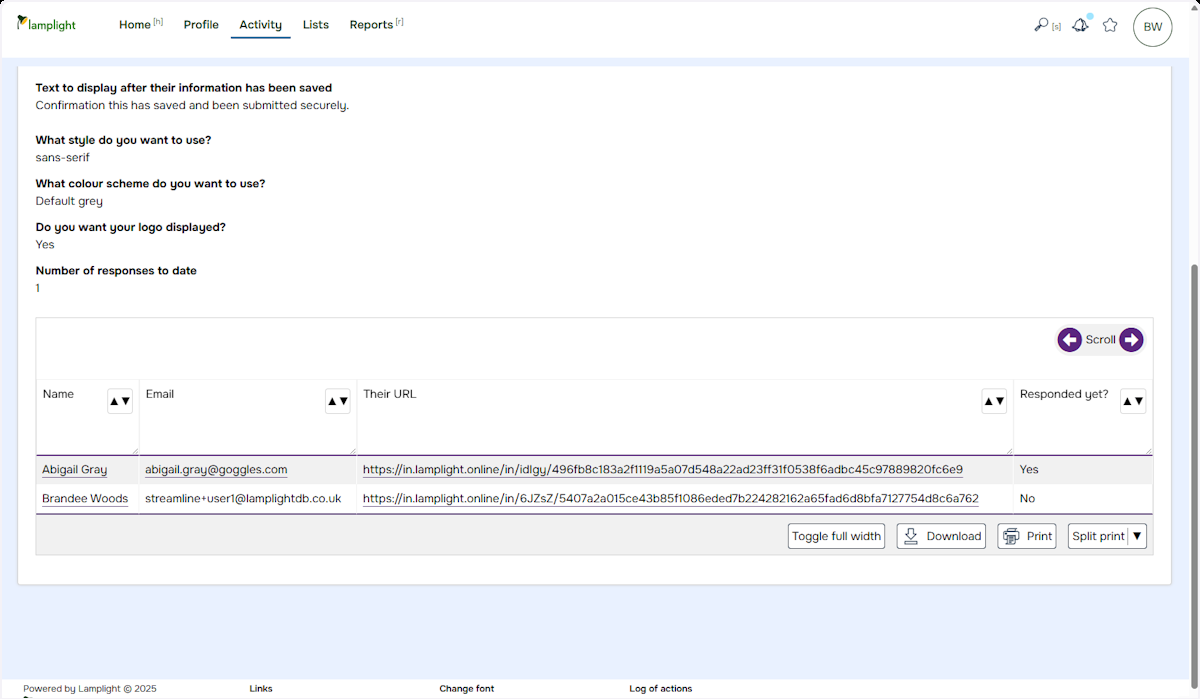 lamplight
Home [h] Profile Activity Lists Reports [r] [s] BW
Text to display after their information has been saved
Confirmation this has saved and been submitted securely.
What style do you want to use?
sans-serif
What colour scheme do you want to use?
Default grey
Do you want your logo displayed?
Yes
Number of responses to date
1
Scroll
Name ▲▼ Email ▲▼ Their URL ▲▼ Responded yet? ▲▼
Abigail Gray abigail.gray@goggles.com https://in.lamplight.online/in/idIgy/496fb8c183a2f1119a5a07d548a22ad23ff31f0538f6adbc45c97889820fc6e9 Yes
Brandee Woods streamline+user1@lamplightdb.co.uk https://in.lamplight.online/in/6JZsZ/5407a2a015ce43b85f1086eded7b224282162a65fad6d8bfa7127754d8c6a762 No
Toggle full width Download Print Split print ▼
Powered by Lamplight © 2025 Links Change font Log of actions